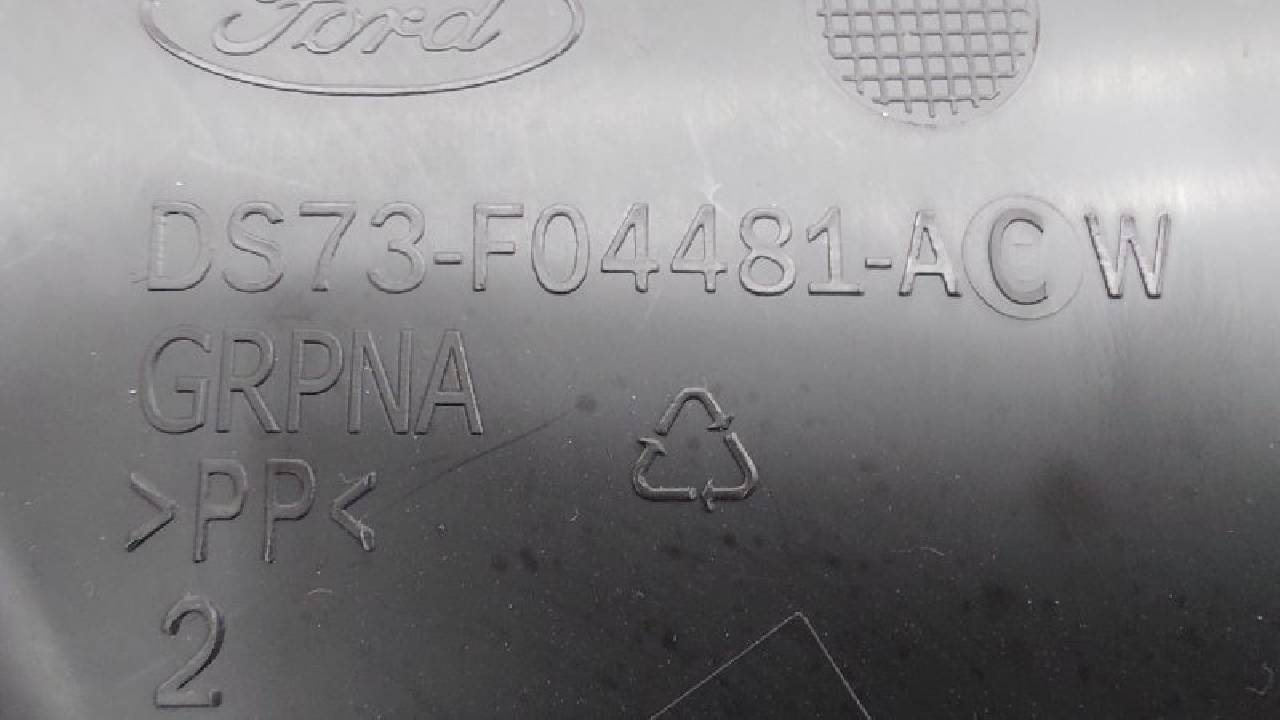 Ford
DS73-F04481-ACW
GRPNA
>PP<
2